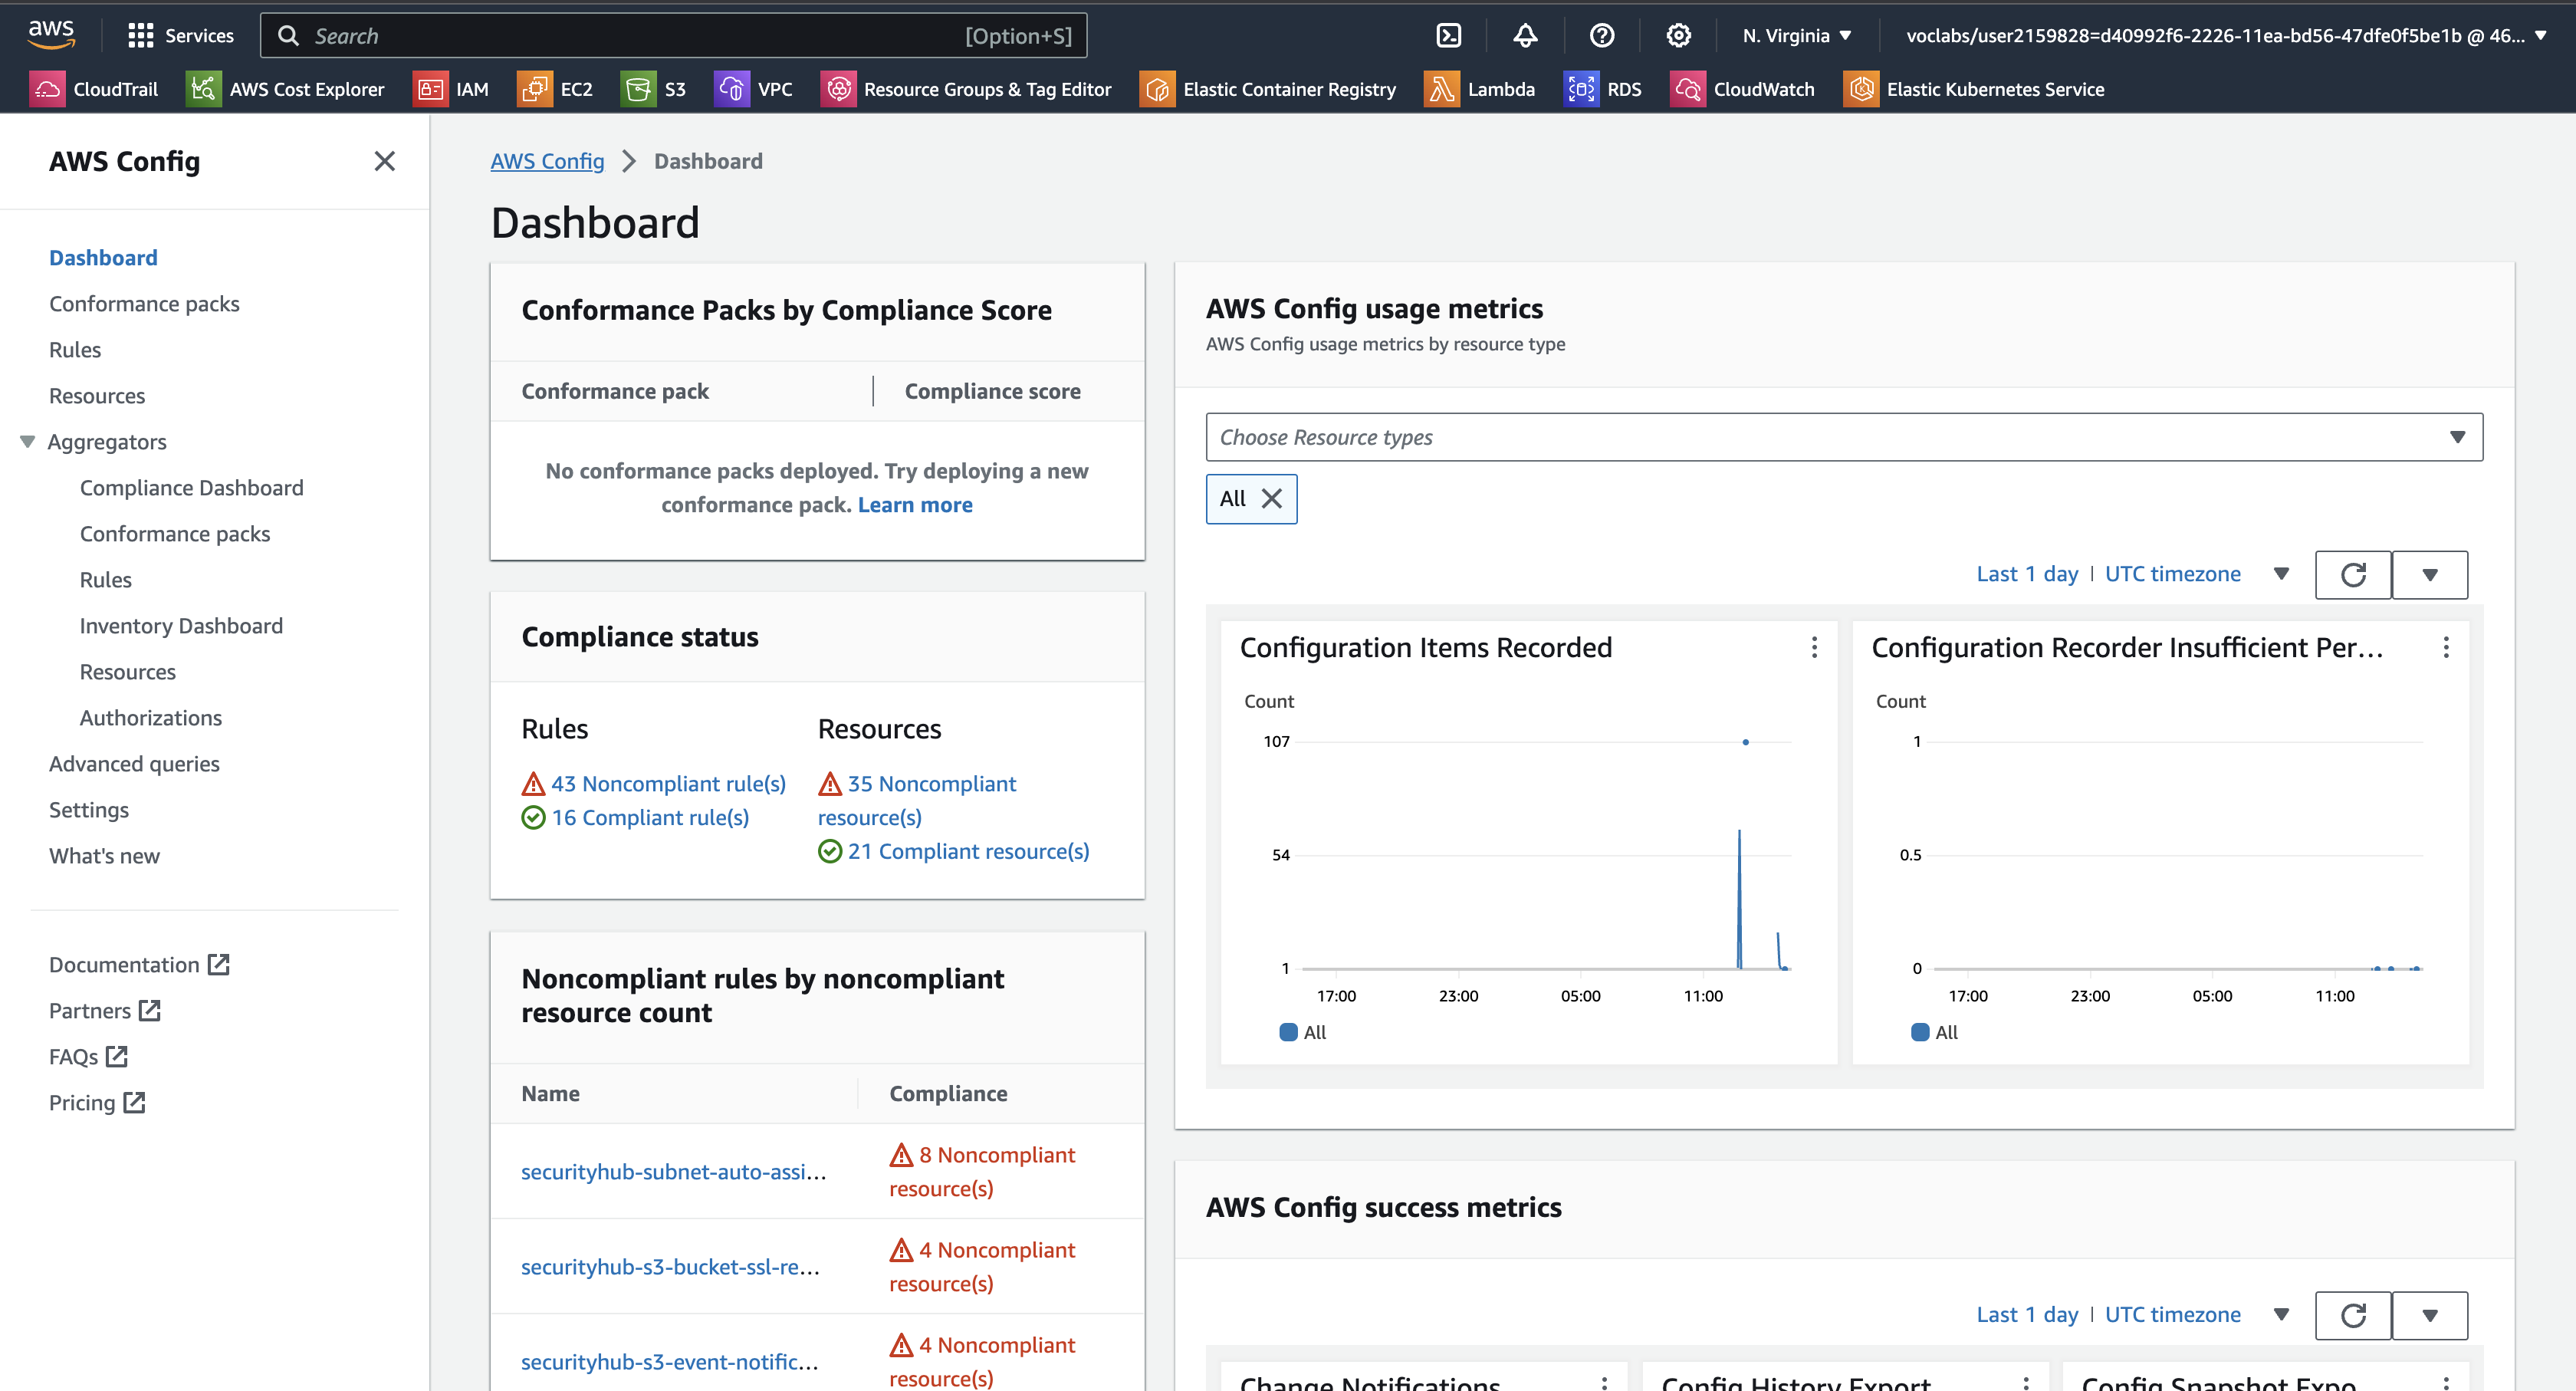 aws
Services
Search
[Option+S]
N. Virginia
voclabs/user2159828=d40992f6-2226-11ea-bd56-47dfe0f5be1b @ 46...
CloudTrail
AWS Cost Explorer
IAM
EC2
S3
VPC
Resource Groups & Tag Editor
Elastic Container Registry
Lambda
RDS
CloudWatch
Elastic Kubernetes Service
AWS Config
Dashboard
Conformance packs
Rules
Resources
Aggregators
Compliance Dashboard
Conformance packs
Rules
Inventory Dashboard
Resources
Authorizations
Advanced queries
Settings
What's new
Documentation
Partners
FAQs
Pricing
AWS Config
Dashboard
Dashboard
Conformance Packs by Compliance Score
Conformance pack
Compliance score
No conformance packs deployed. Try deploying a new
conformance pack. Learn more
Compliance status
Rules
43 Noncompliant rule(s)
16 Compliant rule(s)
Resources
35 Noncompliant
resource(s)
21 Compliant resource(s)
Noncompliant rules by noncompliant
resource count
Name
Compliance
securityhub-subnet-auto-assi...
8 Noncompliant
resource(s)
securityhub-s3-bucket-ssl-re...
4 Noncompliant
resource(s)
securityhub-s3-event-notific...
4 Noncompliant
resource(s)
AWS Config usage metrics
AWS Config usage metrics by resource type
Choose Resource types
All
Last 1 day | UTC timezone
Configuration Items Recorded
Count
107
54
1
17:00
23:00
05:00
11:00
All
Configuration Recorder Insufficient Per...
Count
1
0.5
0
17:00
23:00
05:00
11:00
All
AWS Config success metrics
Last 1 day | UTC timezone
Change Notifications
Config History Export
Config Snapshot Expo